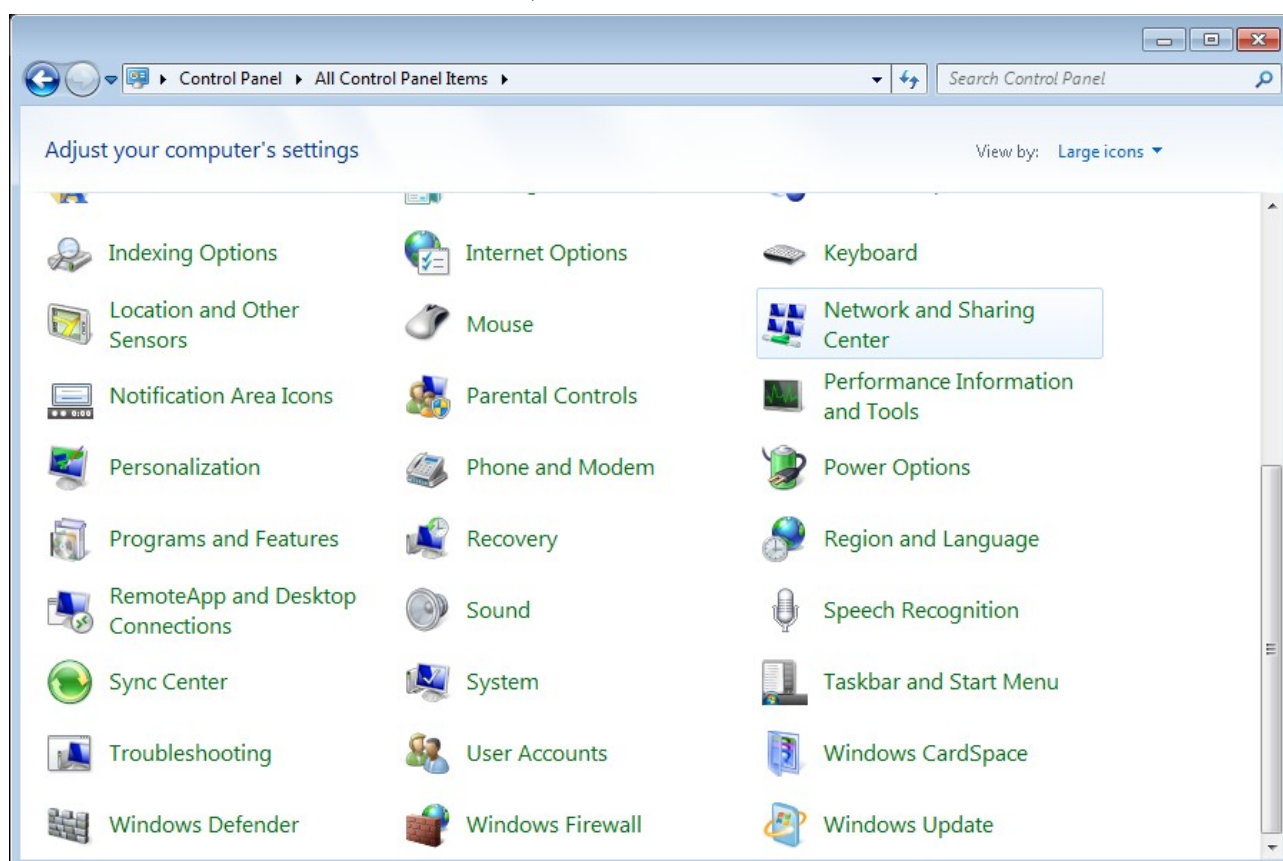 Control Panel All Control Panel Items Search Control Panel
Adjust your computer's settings View by: Large icons
Indexing Options Internet Options Keyboard
Location and Other Sensors Mouse Network and Sharing Center
Notification Area Icons Parental Controls Performance Information and Tools
Personalization Phone and Modem Power Options
Programs and Features Recovery Region and Language
RemoteApp and Desktop Connections Sound Speech Recognition
Sync Center System Taskbar and Start Menu
Troubleshooting User Accounts Windows CardSpace
Windows Defender Windows Firewall Windows Update